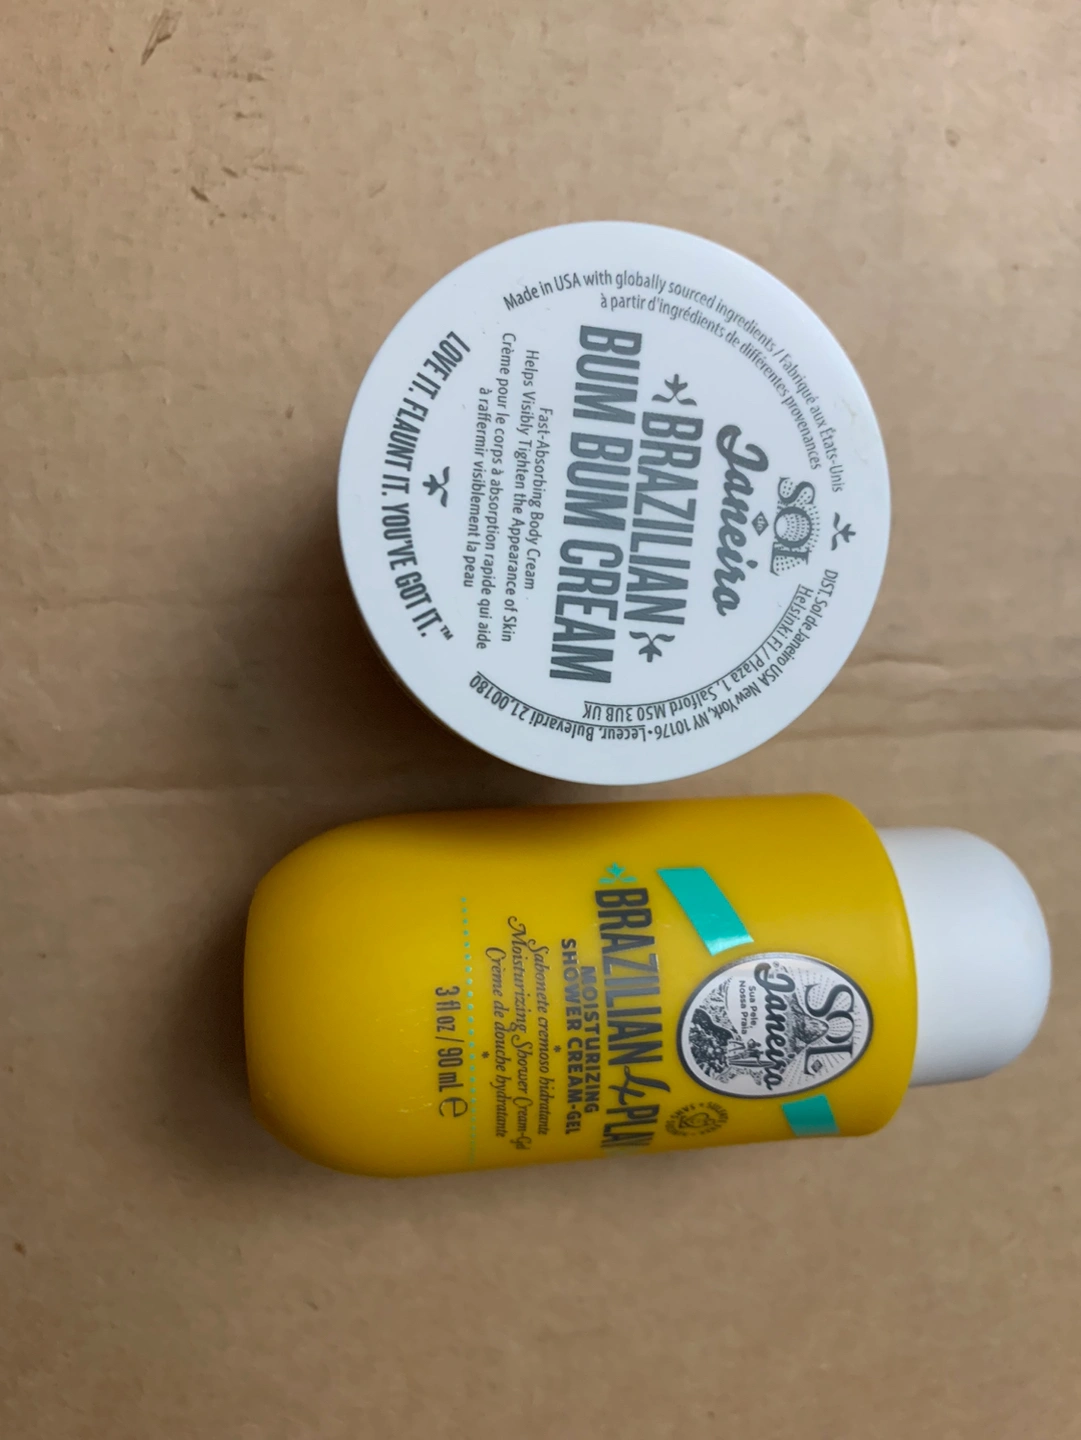 Made in USA with globally sourced ingredients / Fabriqué aux États-Unis
à partir d'ingrédients de différentes provenances
SOL
de
Janeiro
BRAZILIAN
BUM BUM CREAM
Fast-Absorbing Body Cream
Helps Visibly Tighten the Appearance of Skin
Crème pour le corps à absorption rapide qui aide
à raffermir visiblement la peau
LOVE IT. FLAUNT IT. YOU'VE GOT IT.™
DIST. Sol de Janeiro USA New York, NY 10176 • Leceur, Bulevardi 21, 00180
Helsinki FI / Plaza 1, Salford M50 3UB UK
SOL
de
Janeiro
Sua Pele,
Nossa Praia
BRAZILIAN 4 PLAY
MOISTURIZING
SHOWER CREAM-GEL
Sabonete cremoso hidratante
Moisturizing Shower Cream-Gel
Crème de douche hydratante
3 fl oz / 90 mL ℮